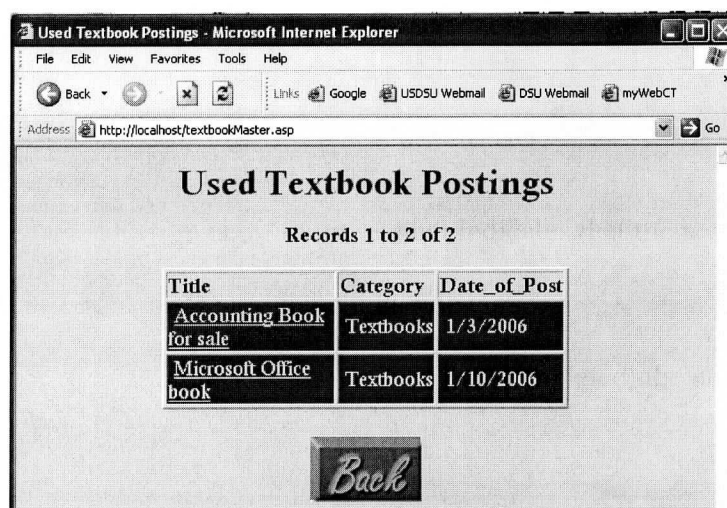 Used Textbook Postings - Microsoft Internet Explorer
File Edit View Favorites Tools Help
Back Links Google USDSU Webmail DSU Webmail myWebCT
Address http://localhost/textbookMaster.asp Go
Used Textbook Postings
Records 1 to 2 of 2
Title Category Date_of_Post
Accounting Book
for sale Textbooks 1/3/2006
Microsoft Office
book Textbooks 1/10/2006
Back